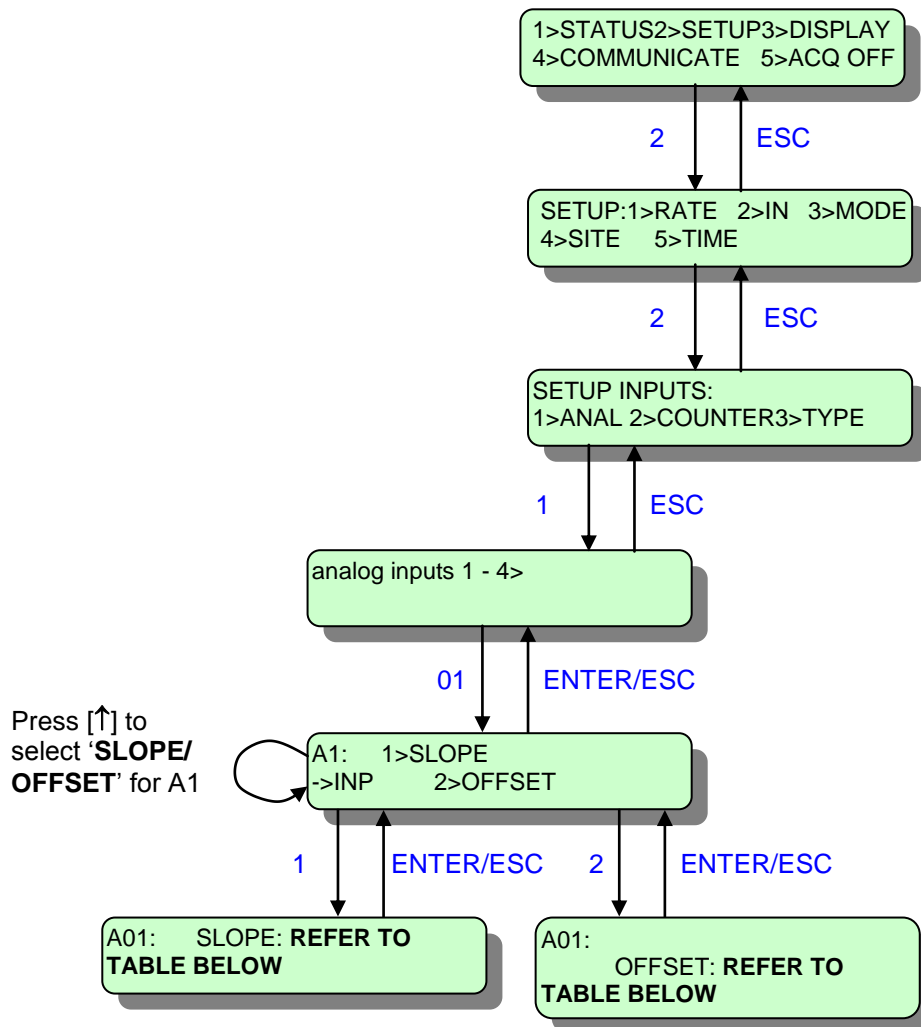 1>STATUS2>SETUP3>DISPLAY
4>COMMUNICATE 5>ACQ OFF
2
ESC
SETUP:1>RATE 2>IN 3>MODE
4>SITE 5>TIME
2
ESC
SETUP INPUTS:
1>ANAL 2>COUNTER3>TYPE
1
ESC
analog inputs 1 - 4>
01
ENTER/ESC
Press [↑] to
select ‘SLOPE/
OFFSET’ for A1
A1: 1>SLOPE
->INP 2>OFFSET
1
ENTER/ESC
2
ENTER/ESC
A01: SLOPE: REFER TO
TABLE BELOW
A01:
OFFSET: REFER TO
TABLE BELOW